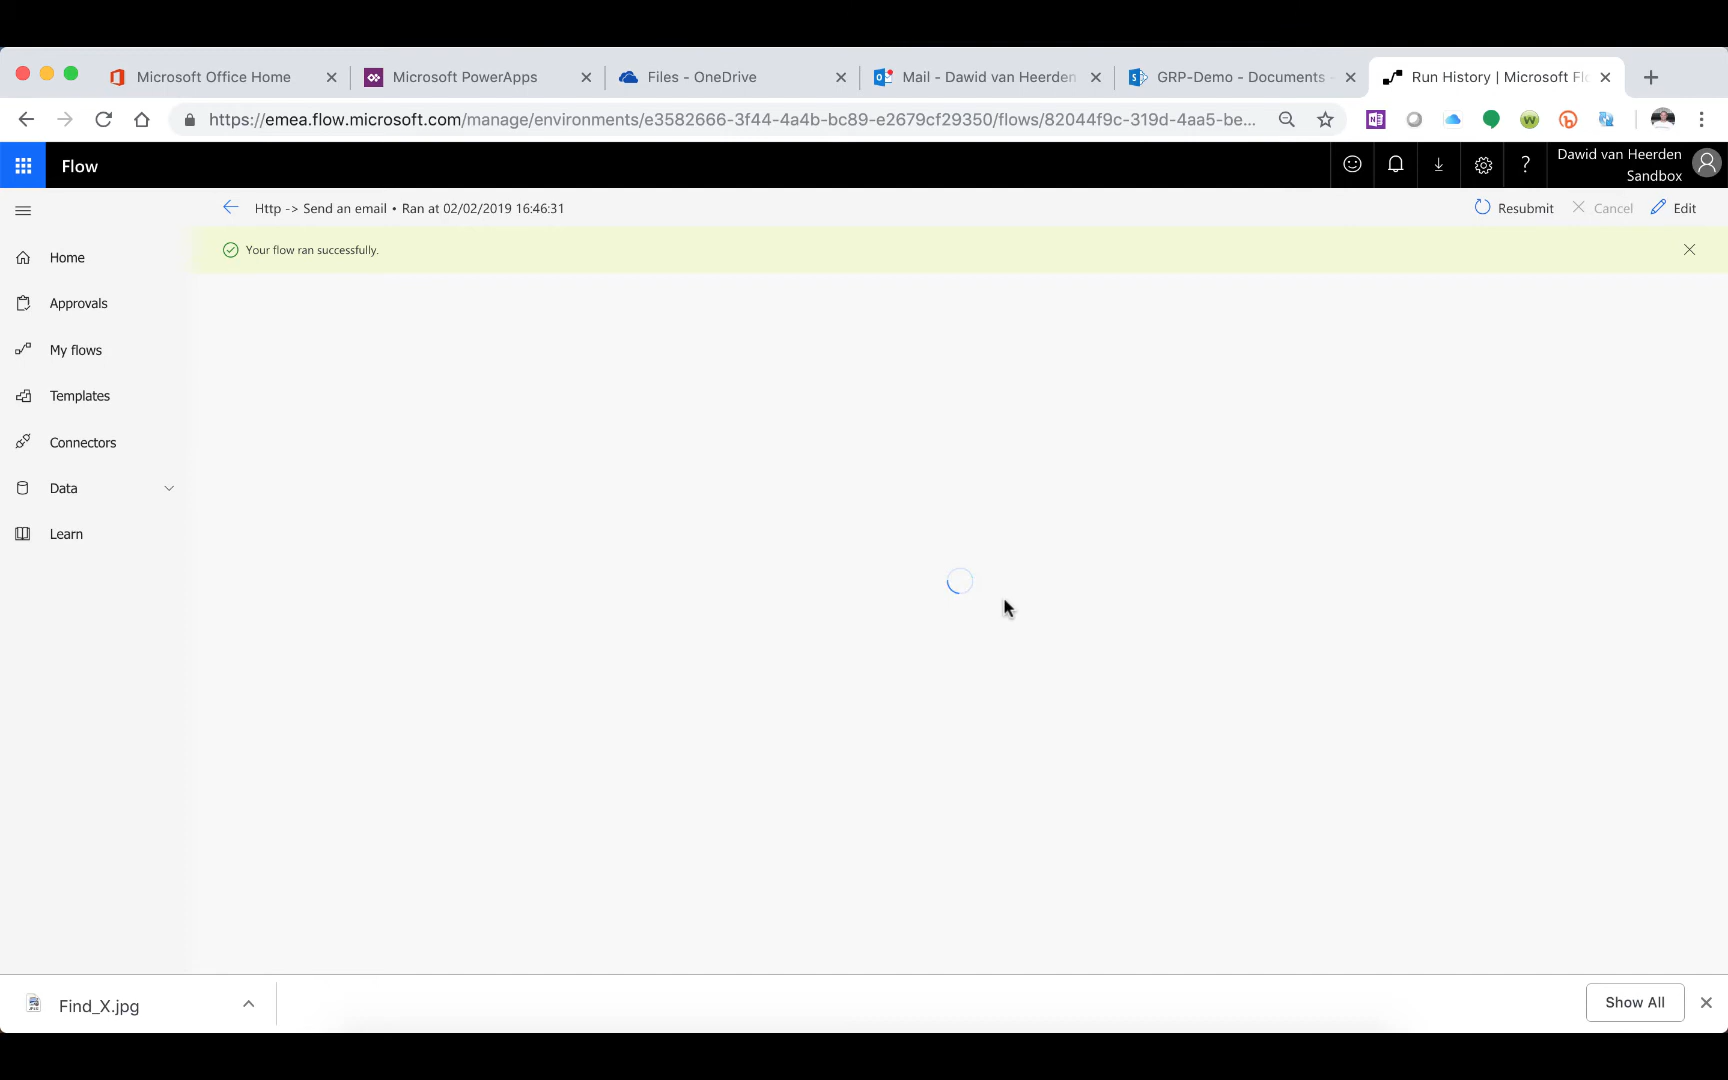 Microsoft Office Home
Microsoft PowerApps
Files - OneDrive
Mail - Dawid van Heerden
GRP-Demo - Documents -
Run History | Microsoft Flo
https://emea.flow.microsoft.com/manage/environments/e3582666-3f44-4a4b-bc89-e2679cf29350/flows/82044f9c-319d-4aa5-be...
Flow
Dawid van Heerden
Sandbox
Http -> Send an email • Ran at 02/02/2019 16:46:31
Resubmit
Cancel
Edit
Your flow ran successfully.
Home
Approvals
My flows
Templates
Connectors
Data
Learn
Find_X.jpg
Show All